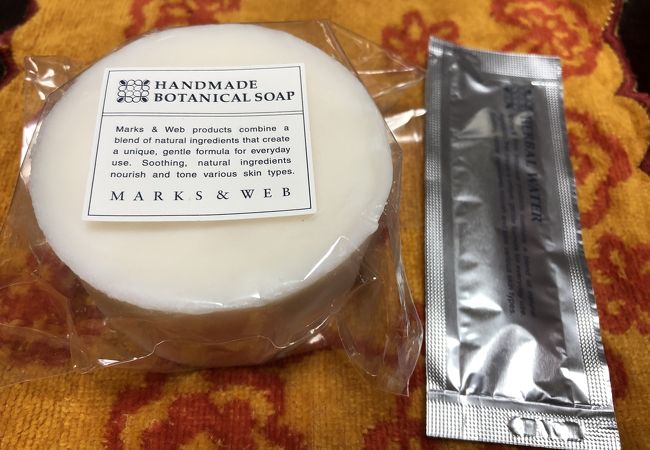 HANDMADE
BOTANICAL SOAP
Marks & Web products combine a
blend of natural ingredients that create
a unique, gentle formula for everyday
use. Soothing, natural ingredients
nourish and tone various skin types.
MARKS & WEB
HERBAL WATER